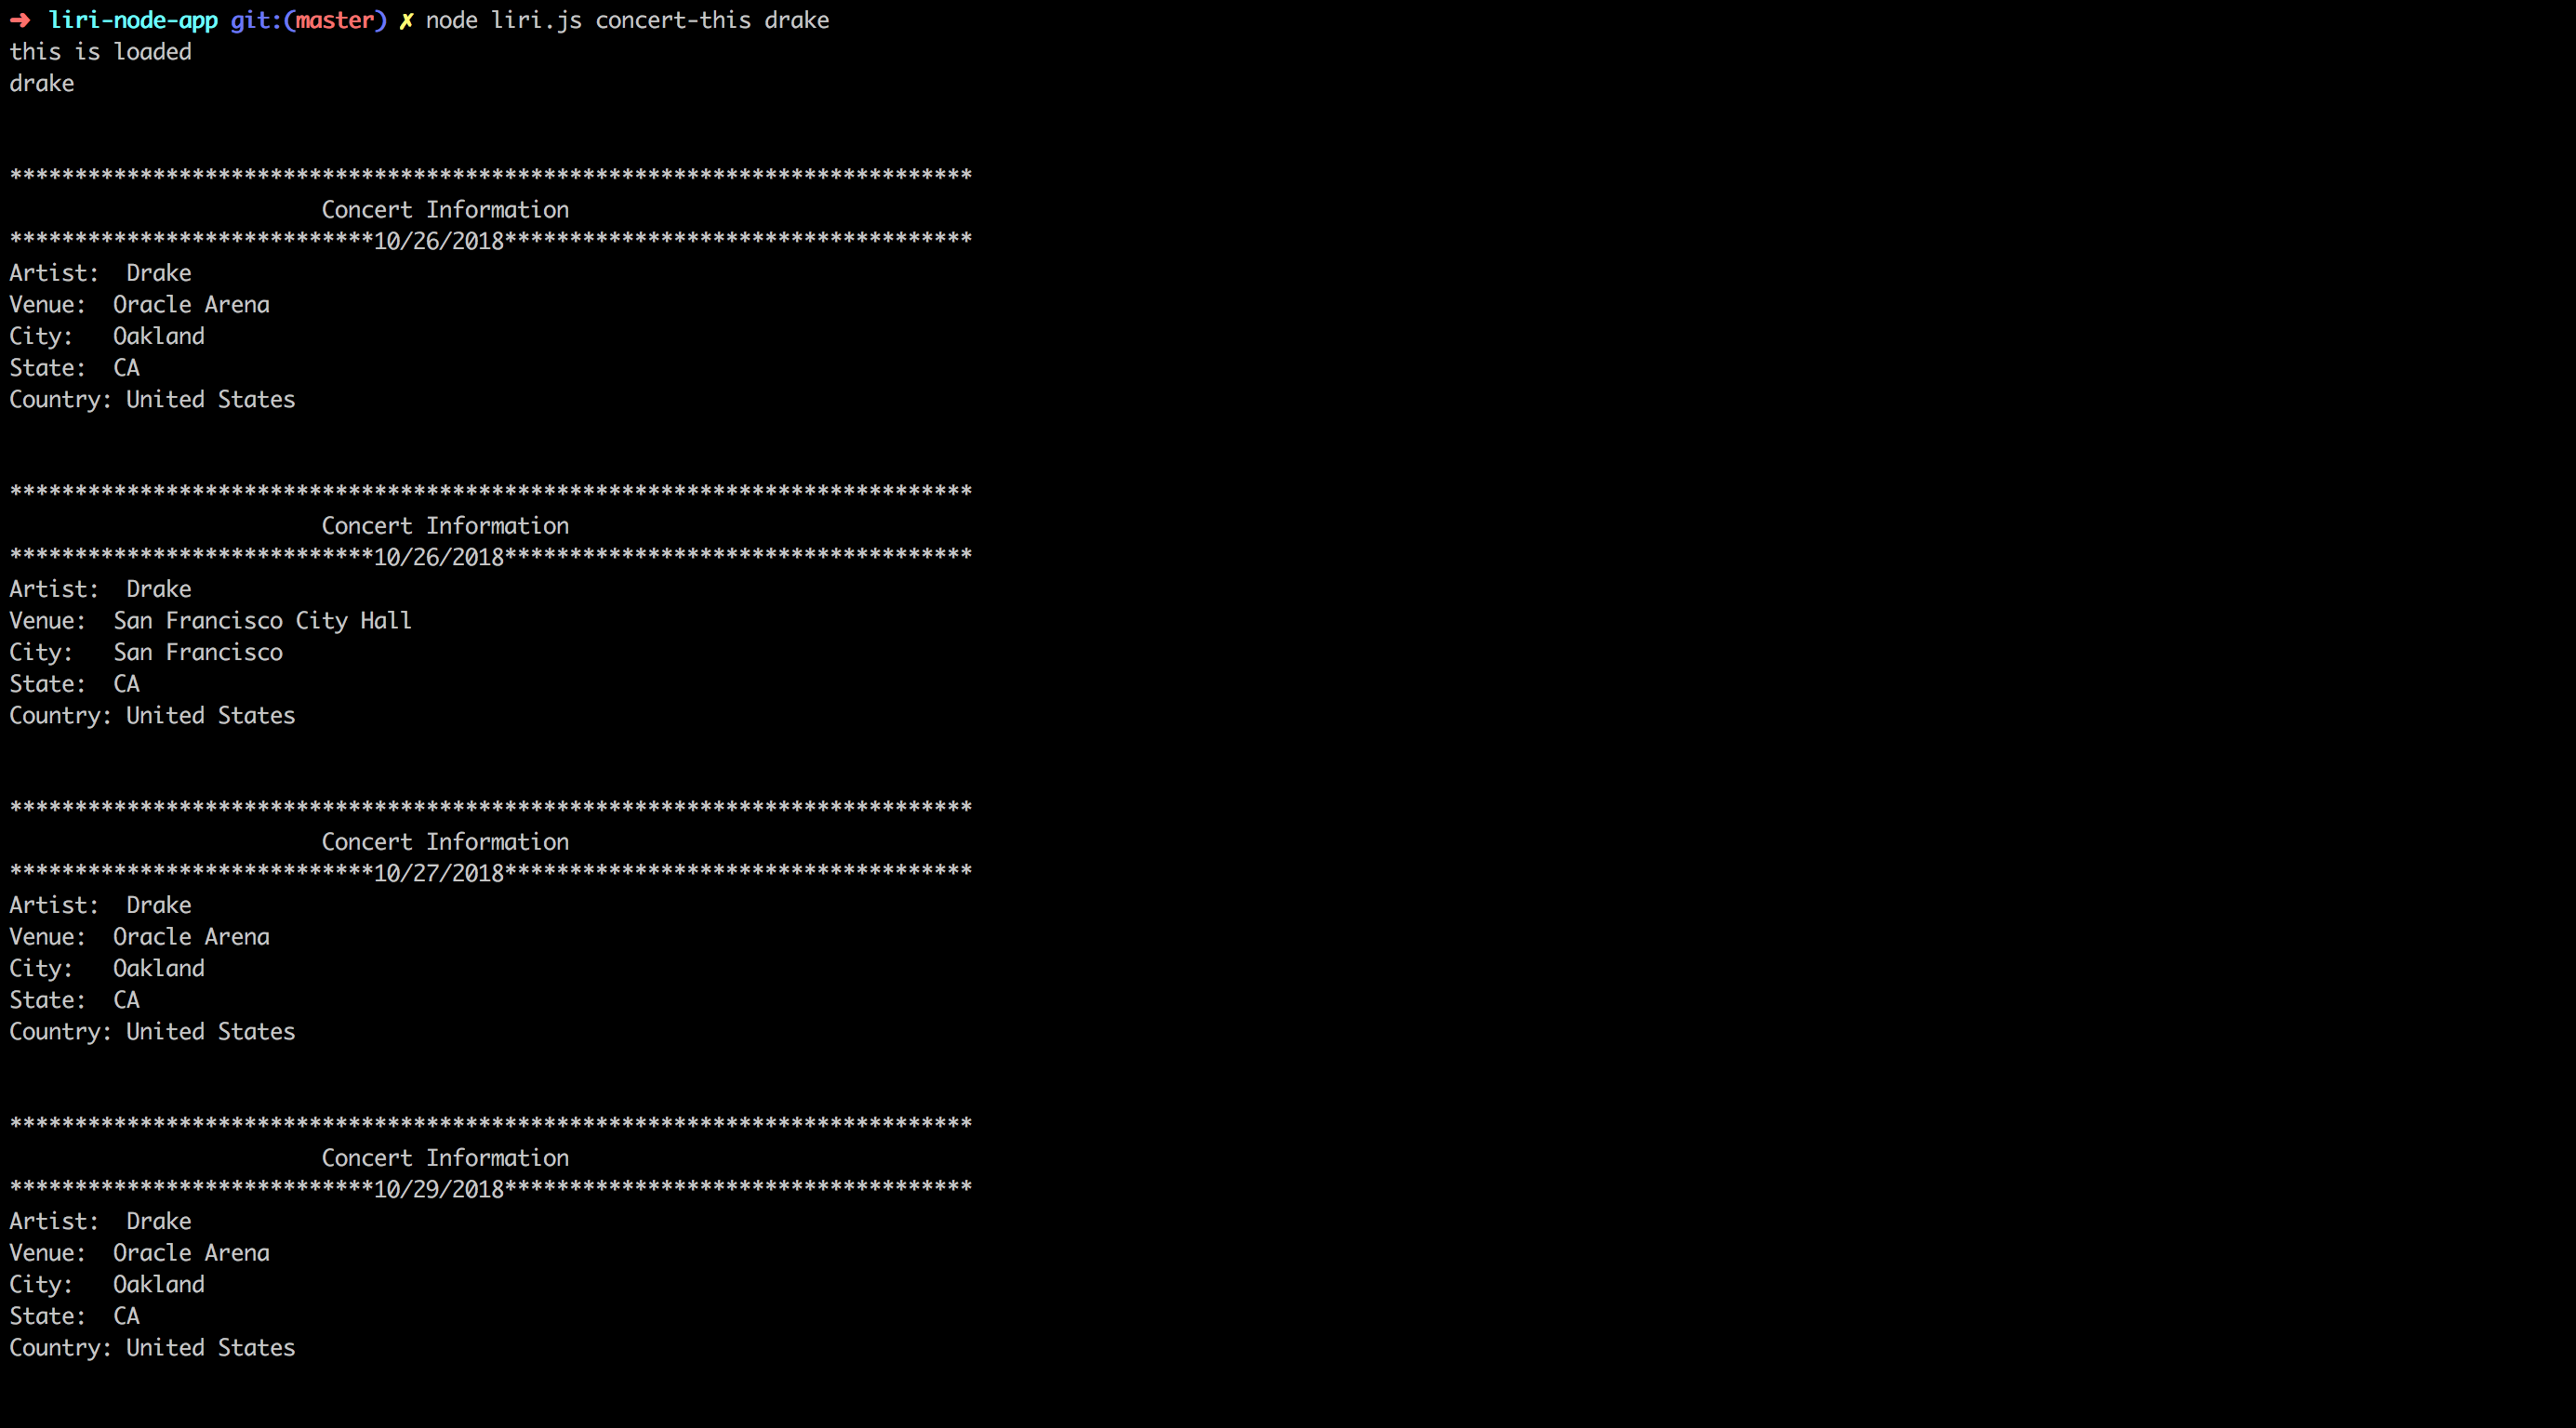 ➜ liri-node-app git:(master) ✗ node liri.js concert-this drake
this is loaded
drake
**************************************************************************
Concert Information
****************************10/26/2018************************************
Artist:  Drake
Venue:  Oracle Arena
City:   Oakland
State:  CA
Country: United States
**************************************************************************
Concert Information
****************************10/26/2018************************************
Artist:  Drake
Venue:  San Francisco City Hall
City:   San Francisco
State:  CA
Country: United States
**************************************************************************
Concert Information
****************************10/27/2018************************************
Artist:  Drake
Venue:  Oracle Arena
City:   Oakland
State:  CA
Country: United States
**************************************************************************
Concert Information
****************************10/29/2018************************************
Artist:  Drake
Venue:  Oracle Arena
City:   Oakland
State:  CA
Country: United States